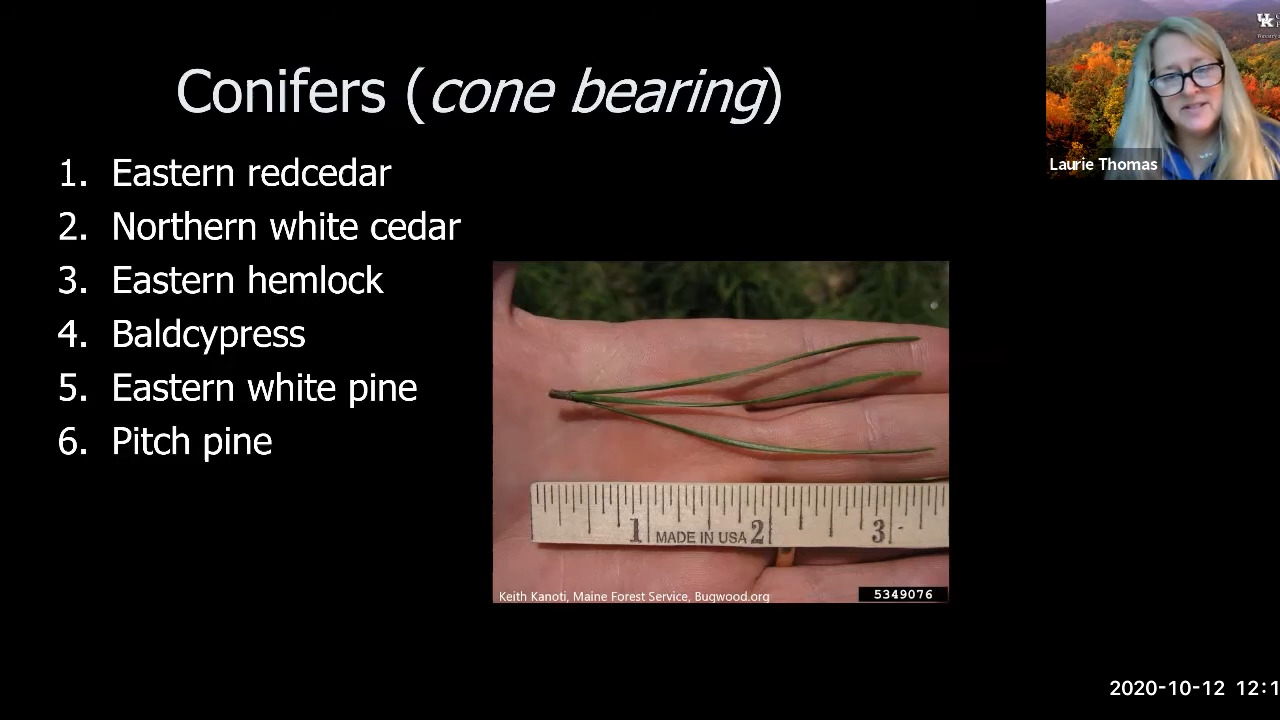 Conifers (cone bearing)
1. Eastern redcedar
2. Northern white cedar
3. Eastern hemlock
4. Baldcypress
5. Eastern white pine
6. Pitch pine
1 MADE IN USA 2 3
Keith Kanoti, Maine Forest Service, Bugwood.org
5349076
UK
Laurie Thomas
2020-10-12 12:1